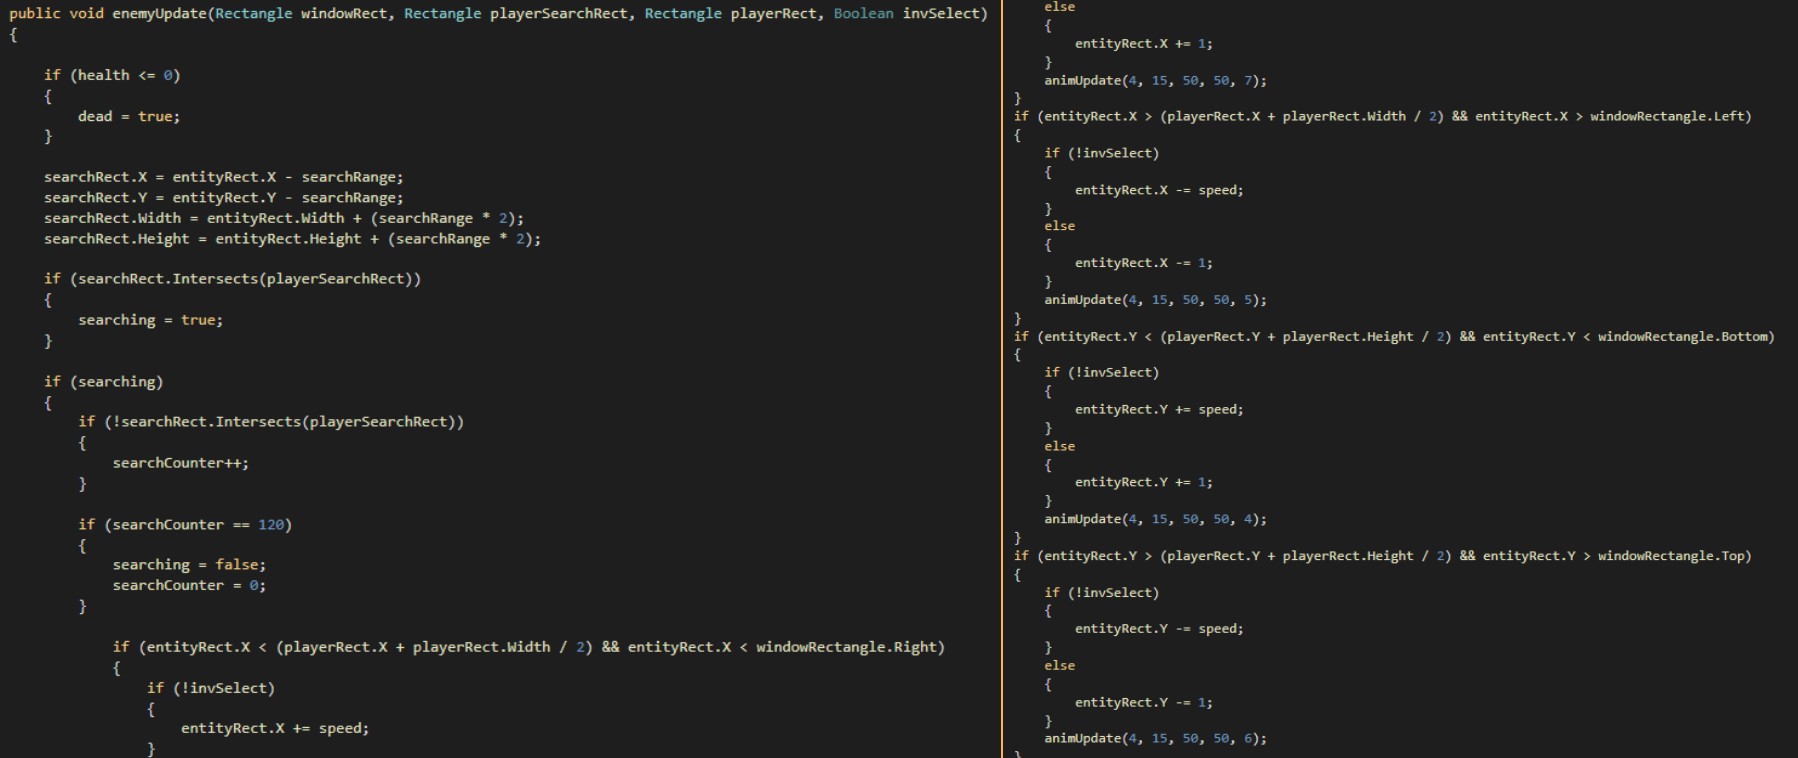 public void enemyUpdate(Rectangle windowRect, Rectangle playerSearchRect, Rectangle playerRect, Boolean invSelect)
{
if (health <= 0)
{
dead = true;
}
searchRect.X = entityRect.X - searchRange;
searchRect.Y = entityRect.Y - searchRange;
searchRect.Width = entityRect.Width + (searchRange * 2);
searchRect.Height = entityRect.Height + (searchRange * 2);
if (searchRect.Intersects(playerSearchRect))
{
searching = true;
}
if (searching)
{
if (!searchRect.Intersects(playerSearchRect))
{
searchCounter++;
}
if (searchCounter == 120)
{
searching = false;
searchCounter = 0;
}
if (entityRect.X < (playerRect.X + playerRect.Width / 2) && entityRect.X < windowRectangle.Right)
{
if (!invSelect)
{
entityRect.X += speed;
}
else
{
entityRect.X += 1;
}
animUpdate(4, 15, 50, 50, 7);
}
if (entityRect.X > (playerRect.X + playerRect.Width / 2) && entityRect.X > windowRectangle.Left)
{
if (!invSelect)
{
entityRect.X -= speed;
}
else
{
entityRect.X -= 1;
}
animUpdate(4, 15, 50, 50, 5);
}
if (entityRect.Y < (playerRect.Y + playerRect.Height / 2) && entityRect.Y < windowRectangle.Bottom)
{
if (!invSelect)
{
entityRect.Y += speed;
}
else
{
entityRect.Y += 1;
}
animUpdate(4, 15, 50, 50, 4);
}
if (entityRect.Y > (playerRect.Y + playerRect.Height / 2) && entityRect.Y > windowRectangle.Top)
{
if (!invSelect)
{
entityRect.Y -= speed;
}
else
{
entityRect.Y -= 1;
}
animUpdate(4, 15, 50, 50, 6);
}